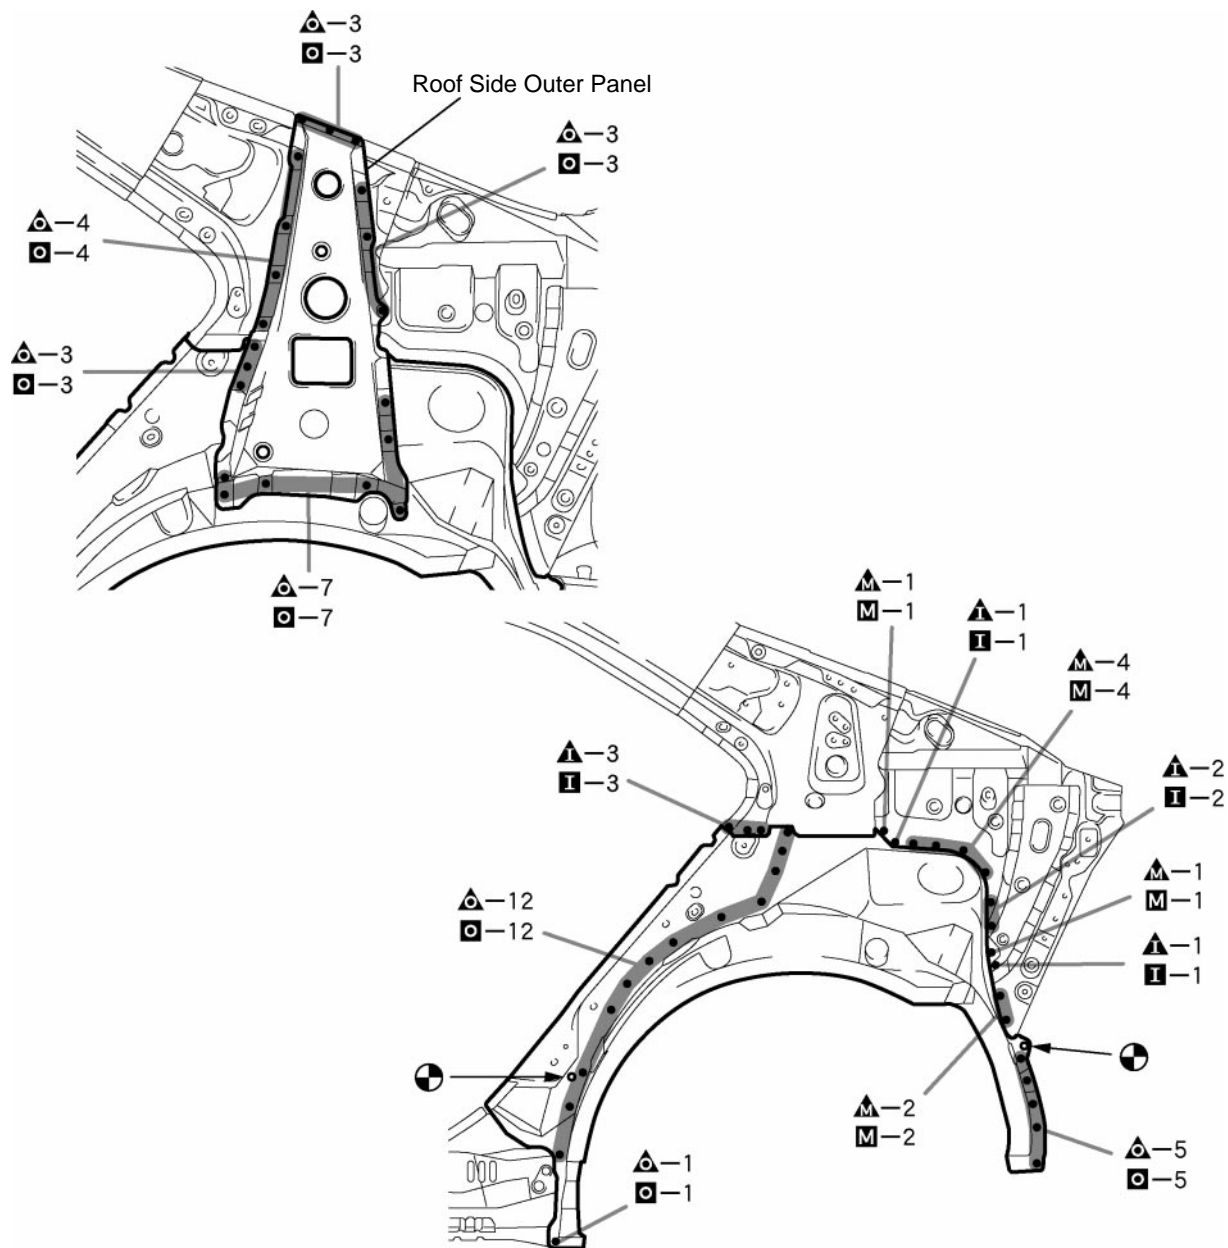 O—3
O—3
Roof Side Outer Panel
O—3
O—3
O—4
O—4
O—3
O—3
O—7
O—7
M—1
M—1
I—1
I—1
M—4
M—4
I—3
I—3
I—2
I—2
M—1
M—1
O—12
O—12
I—1
I—1
M—2
M—2
O—5
O—5
O—1
O—1